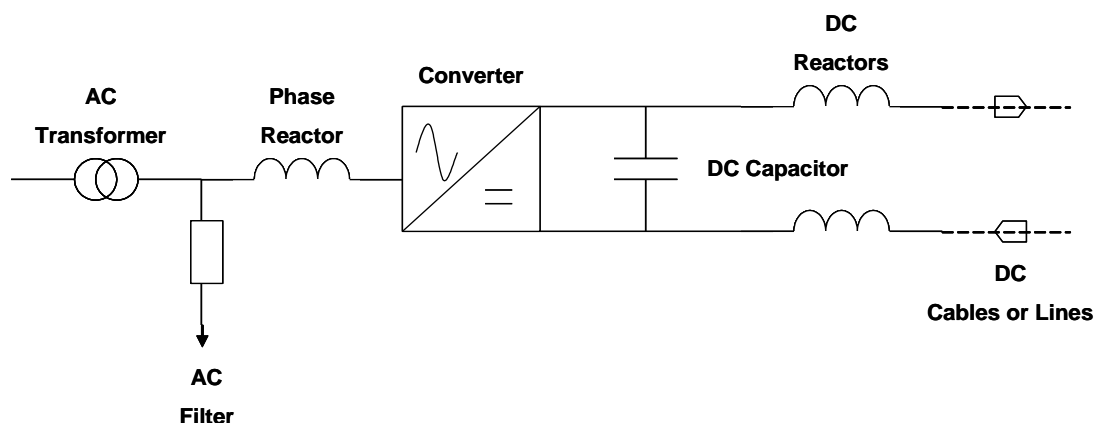 DC
Reactors
Converter
AC
Transformer
Phase
Reactor
DC Capacitor
DC
Cables or Lines
AC
Filter